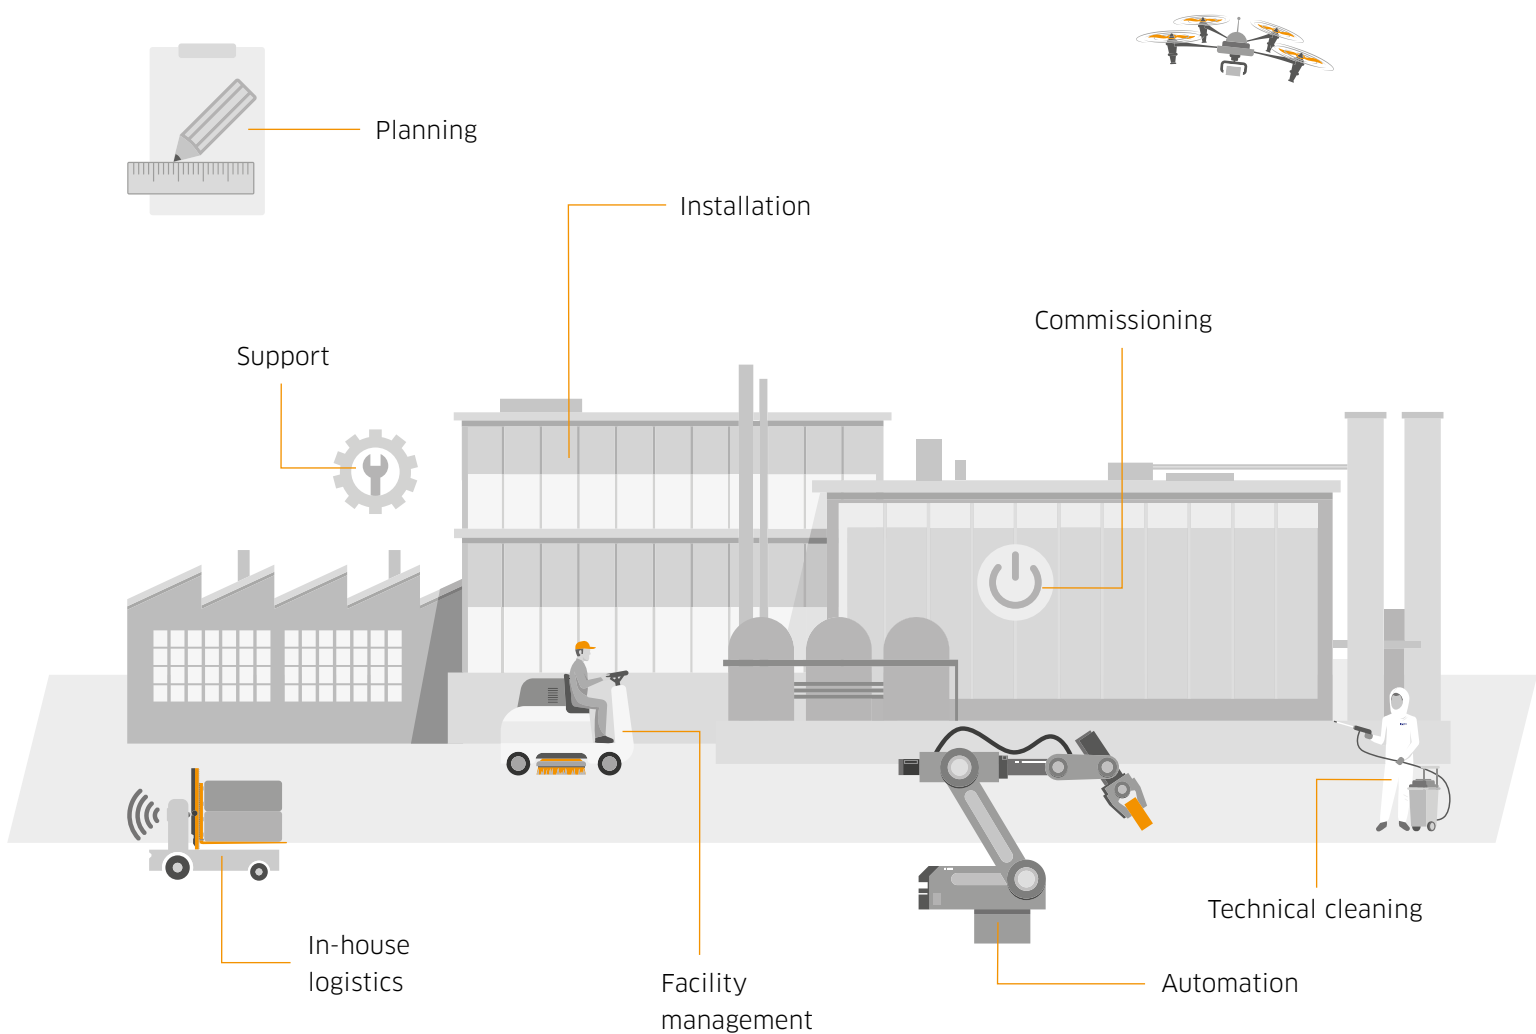 Planning
Installation
Commissioning
Support
Technical cleaning
In-house
logistics
Facility
management
Automation